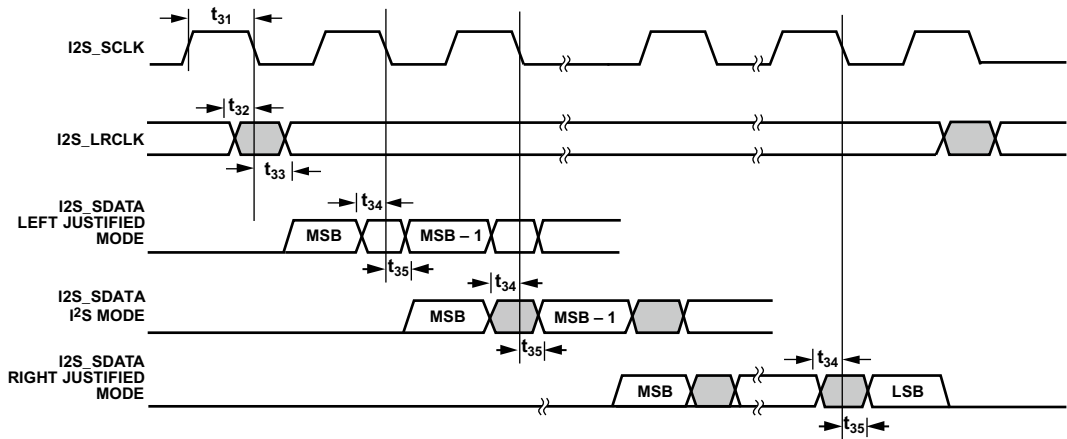 t31
I2S_SCLK
t32
I2S_LRCLK
t33
I2S_SDATA
LEFT JUSTIFIED
MODE
t34
MSB
MSB – 1
t35
I2S_SDATA
I2S MODE
t34
MSB
MSB – 1
t35
I2S_SDATA
RIGHT JUSTIFIED
MODE
t34
MSB
LSB
t35